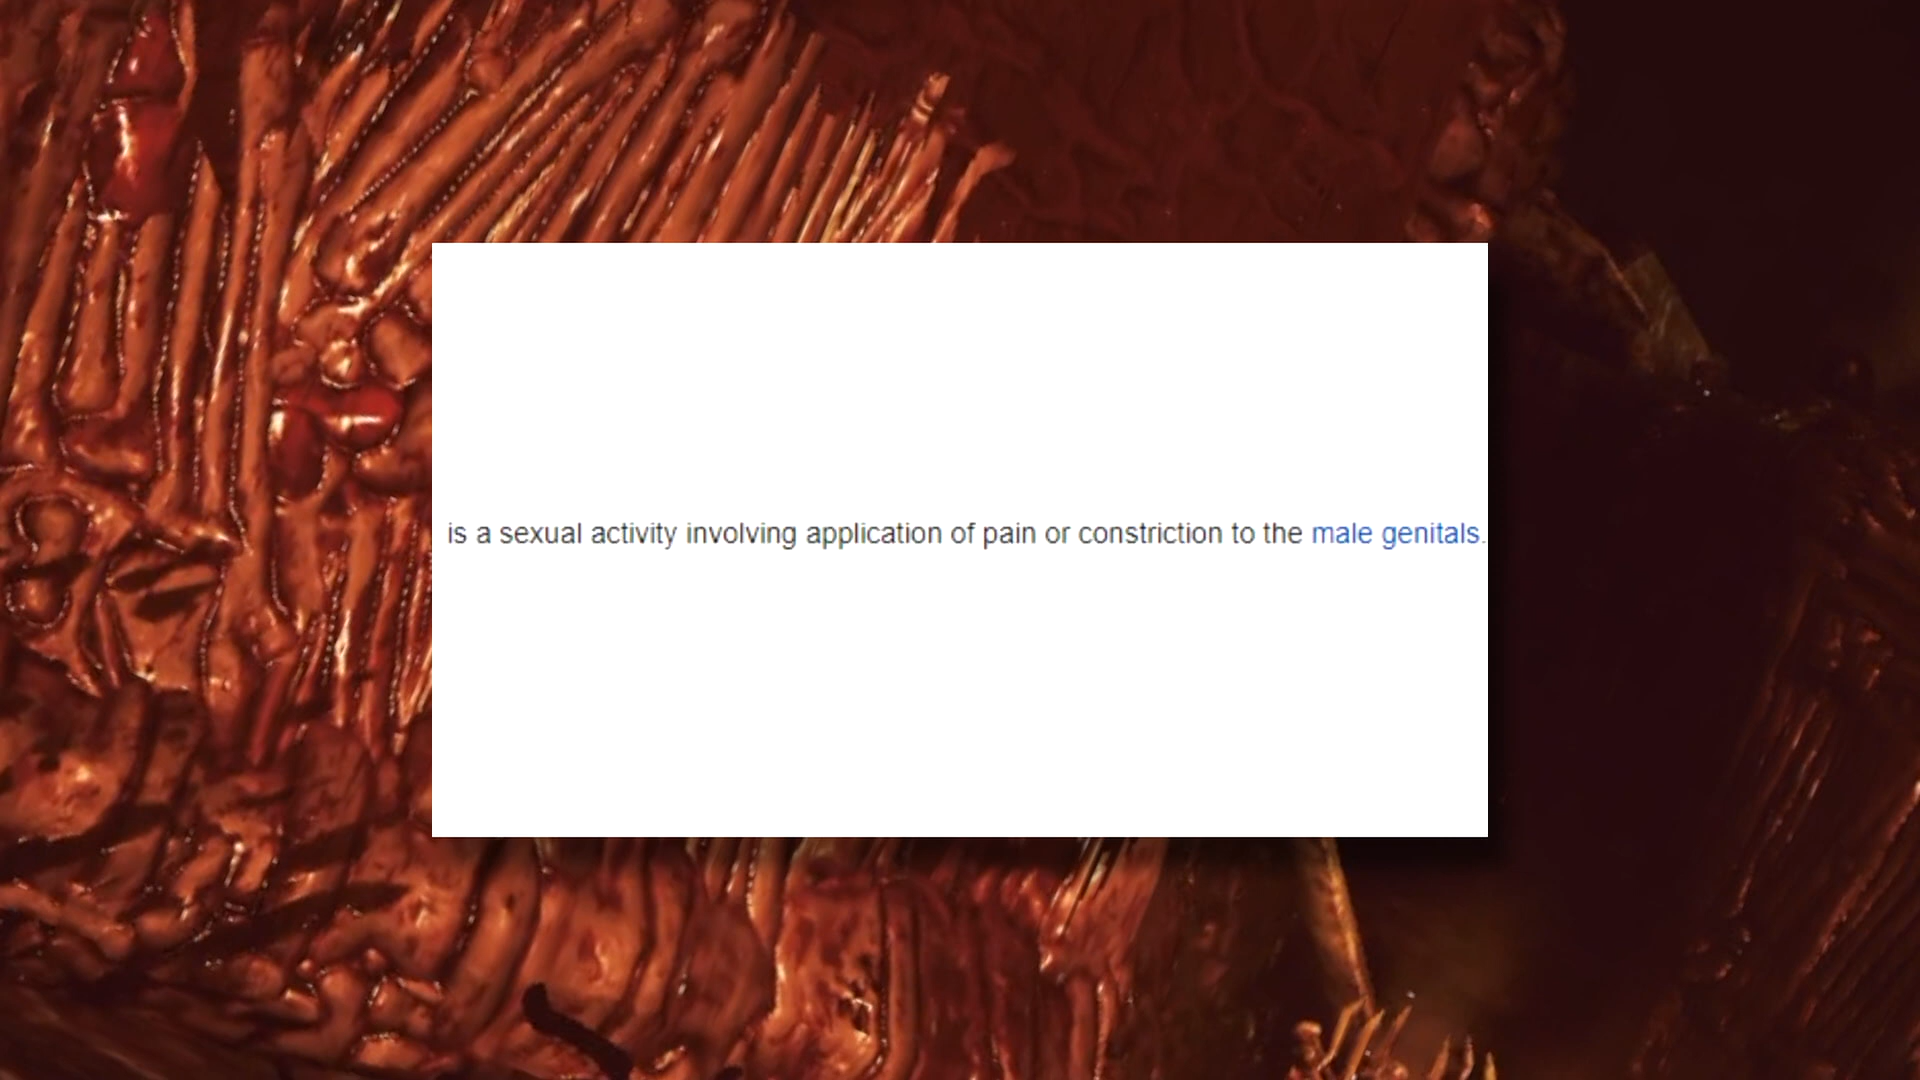 is a sexual activity involving application of pain or constriction to the male genitals.